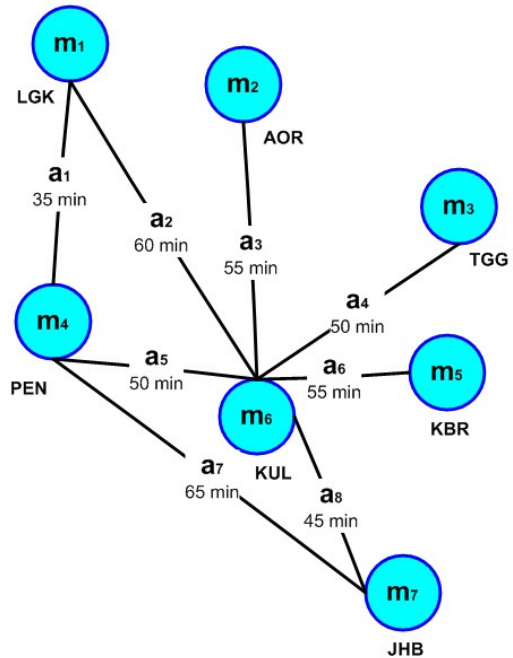 m1
LGK
m2
AOR
a1
35 min
a2
60 min
m3
TGG
a3
55 min
a4
50 min
m4
PEN
a5
50 min
a6
55 min
m5
KBR
m6
KUL
a7
65 min
a8
45 min
m7
JHB